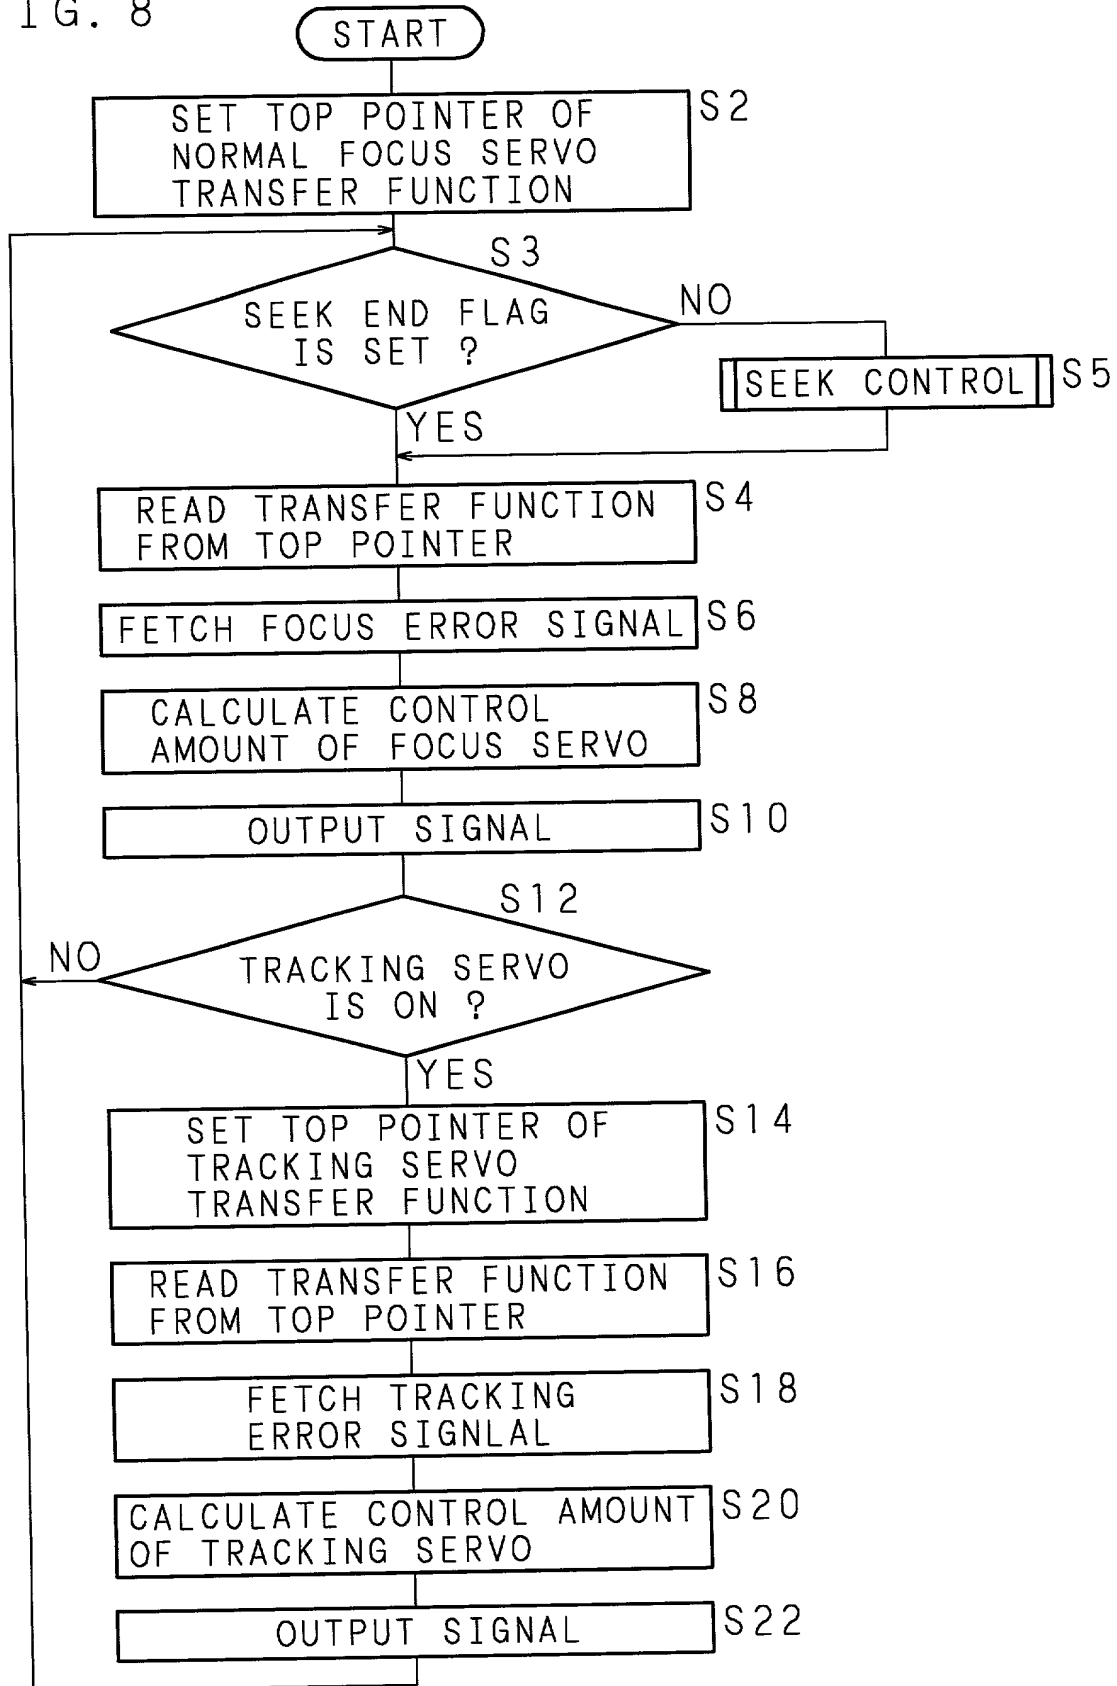 IG. 8
START
SET TOP POINTER OF
NORMAL FOCUS SERVO
TRANSFER FUNCTION
S2
S3
SEEK END FLAG
IS SET ?
NO
SEEK CONTROL
S5
YES
READ TRANSFER FUNCTION
FROM TOP POINTER
S4
FETCH FOCUS ERROR SIGNAL
S6
CALCULATE CONTROL
AMOUNT OF FOCUS SERVO
S8
OUTPUT SIGNAL
S10
S12
NO
TRACKING SERVO
IS ON ?
YES
SET TOP POINTER OF
TRACKING SERVO
TRANSFER FUNCTION
S14
READ TRANSFER FUNCTION
FROM TOP POINTER
S16
FETCH TRACKING
ERROR SIGNLAL
S18
CALCULATE CONTROL AMOUNT
OF TRACKING SERVO
S20
OUTPUT SIGNAL
S22